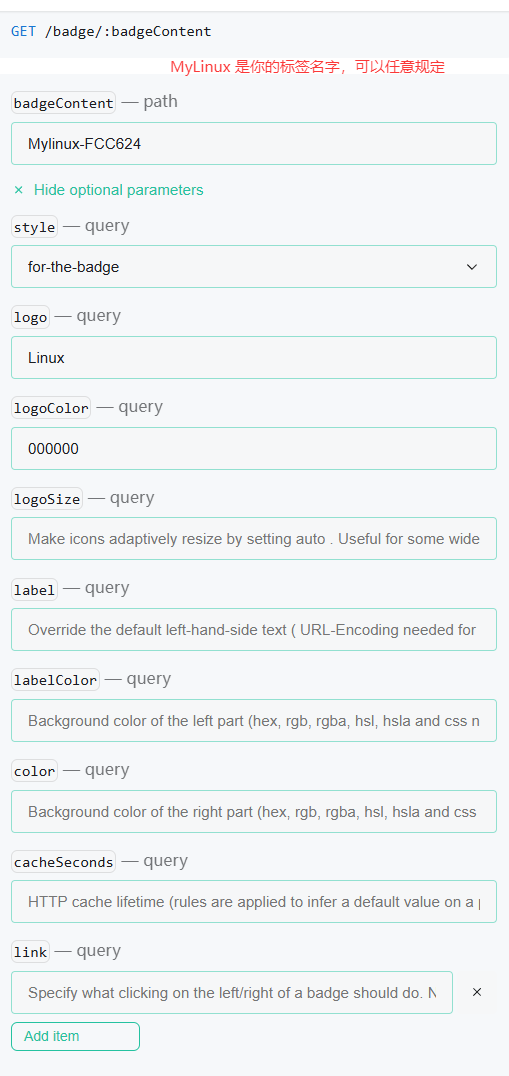 GET /badge/:badgeContent
MyLinux 是你的标签名字，可以任意规定
badgeContent — path
Mylinux-FCC624
× Hide optional parameters
style — query
for-the-badge
logo — query
Linux
logoColor — query
000000
logoSize — query
Make icons adaptively resize by setting auto . Useful for some wide
label — query
Override the default left-hand-side text ( URL-Encoding needed for
labelColor — query
Background color of the left part (hex, rgb, rgba, hsl, hsla and css n
color — query
Background color of the right part (hex, rgb, rgba, hsl, hsla and css
cacheSeconds — query
HTTP cache lifetime (rules are applied to infer a default value on a
link — query
Specify what clicking on the left/right of a badge should do. N ×
Add item